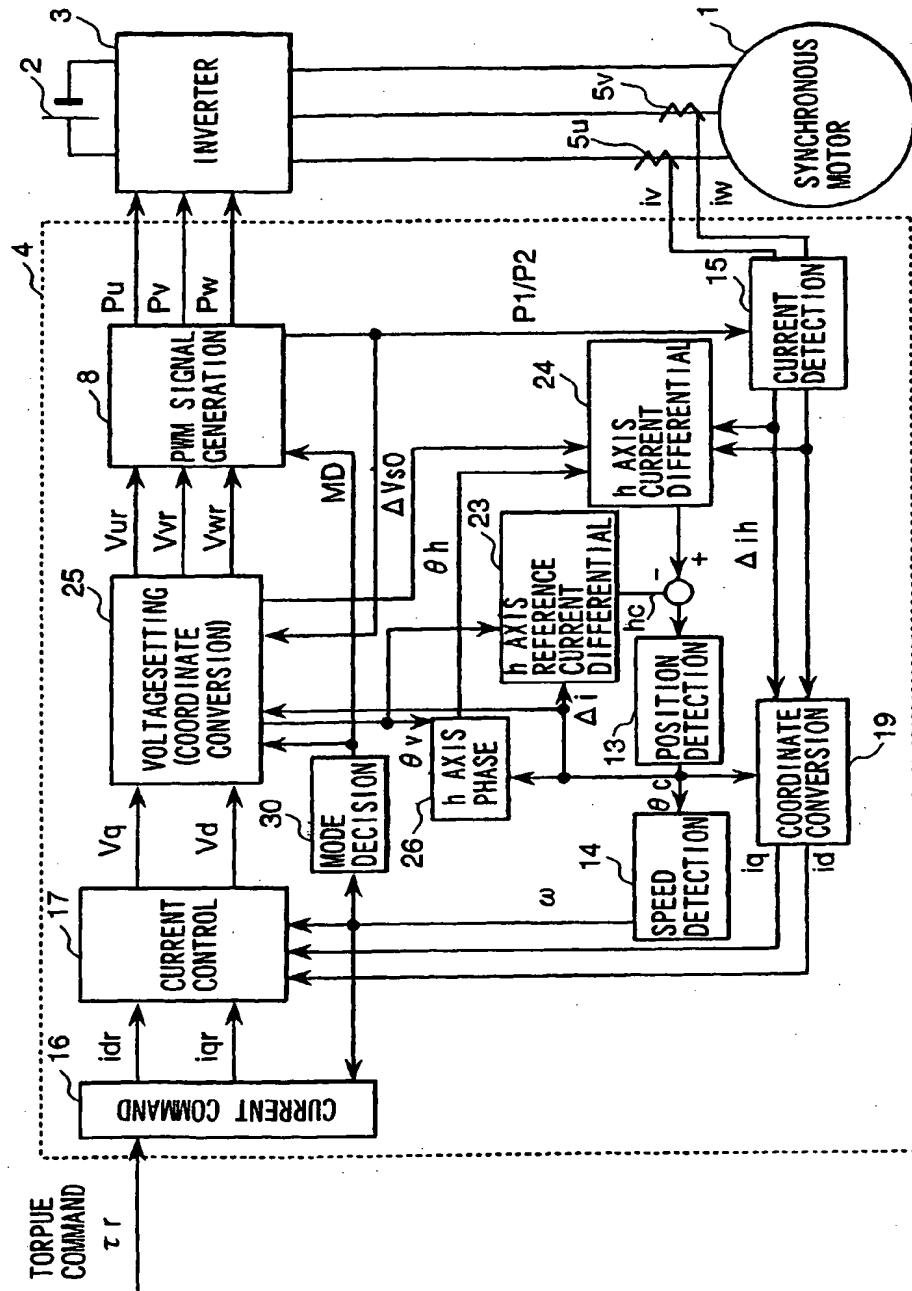 TORPUE
COMMAND
τr
16
CURRENT COMMAND
idr
iqr
17
CURRENT
CONTROL
Vq
Vd
25
VOLTAGESETTING
(COORDINATE
CONVERSION)
Vur
Vvr
Vwr
8
PWM SIGNAL
GENERATION
Pu
Pv
Pw
4
3
INVERTER
2
30
MODE
DECISION
MD
ΔVs0
P1/P2
θv
26
h AXIS
PHASE
θh
23
h AXIS
REFERENCE
CURRENT
DIFFERENTIAL
Δi
hc
-
+
24
h AXIS
CURRENT
DIFFERENTIAL
13
POSITION
DETECTION
θc
14
SPEED
DETECTION
ω
Δih
15
CURRENT
DETECTION
iv
iw
5u
5v
1
SYNCHRONOUS
MOTOR
19
COORDINATE
CONVERSION
iq
id